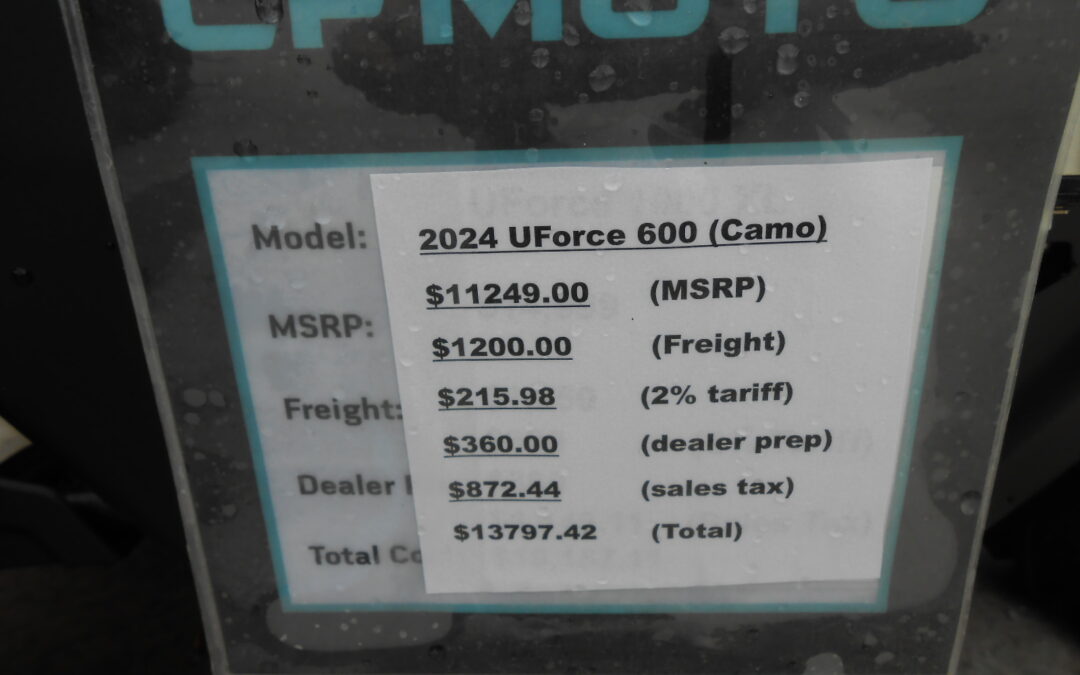 CFMOTO
Model: 2024 UForce 600 (Camo)
$11249.00 (MSRP)
MSRP:
$1200.00 (Freight)
$215.98 (2% tariff)
Freight:
$360.00 (dealer prep)
Dealer
$872.44 (sales tax)
$13797.42 (Total)
Total